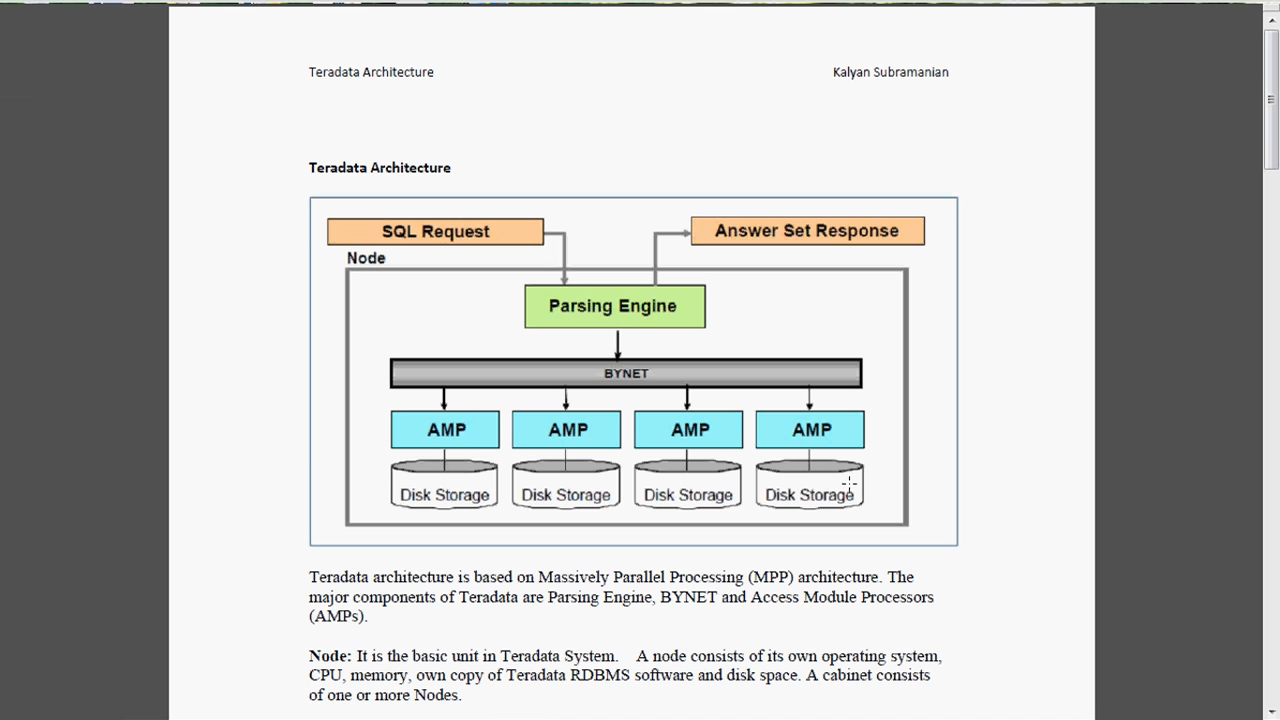 Teradata Architecture Kalyan Subramanian
Teradata Architecture
SQL Request Answer Set Response
Node
Parsing Engine
BYNET
AMP AMP AMP AMP
Disk Storage Disk Storage Disk Storage Disk Storage
Teradata architecture is based on Massively Parallel Processing (MPP) architecture. The
major components of Teradata are Parsing Engine, BYNET and Access Module Processors
(AMPs).
Node: It is the basic unit in Teradata System. A node consists of its own operating system,
CPU, memory, own copy of Teradata RDBMS software and disk space. A cabinet consists
of one or more Nodes.